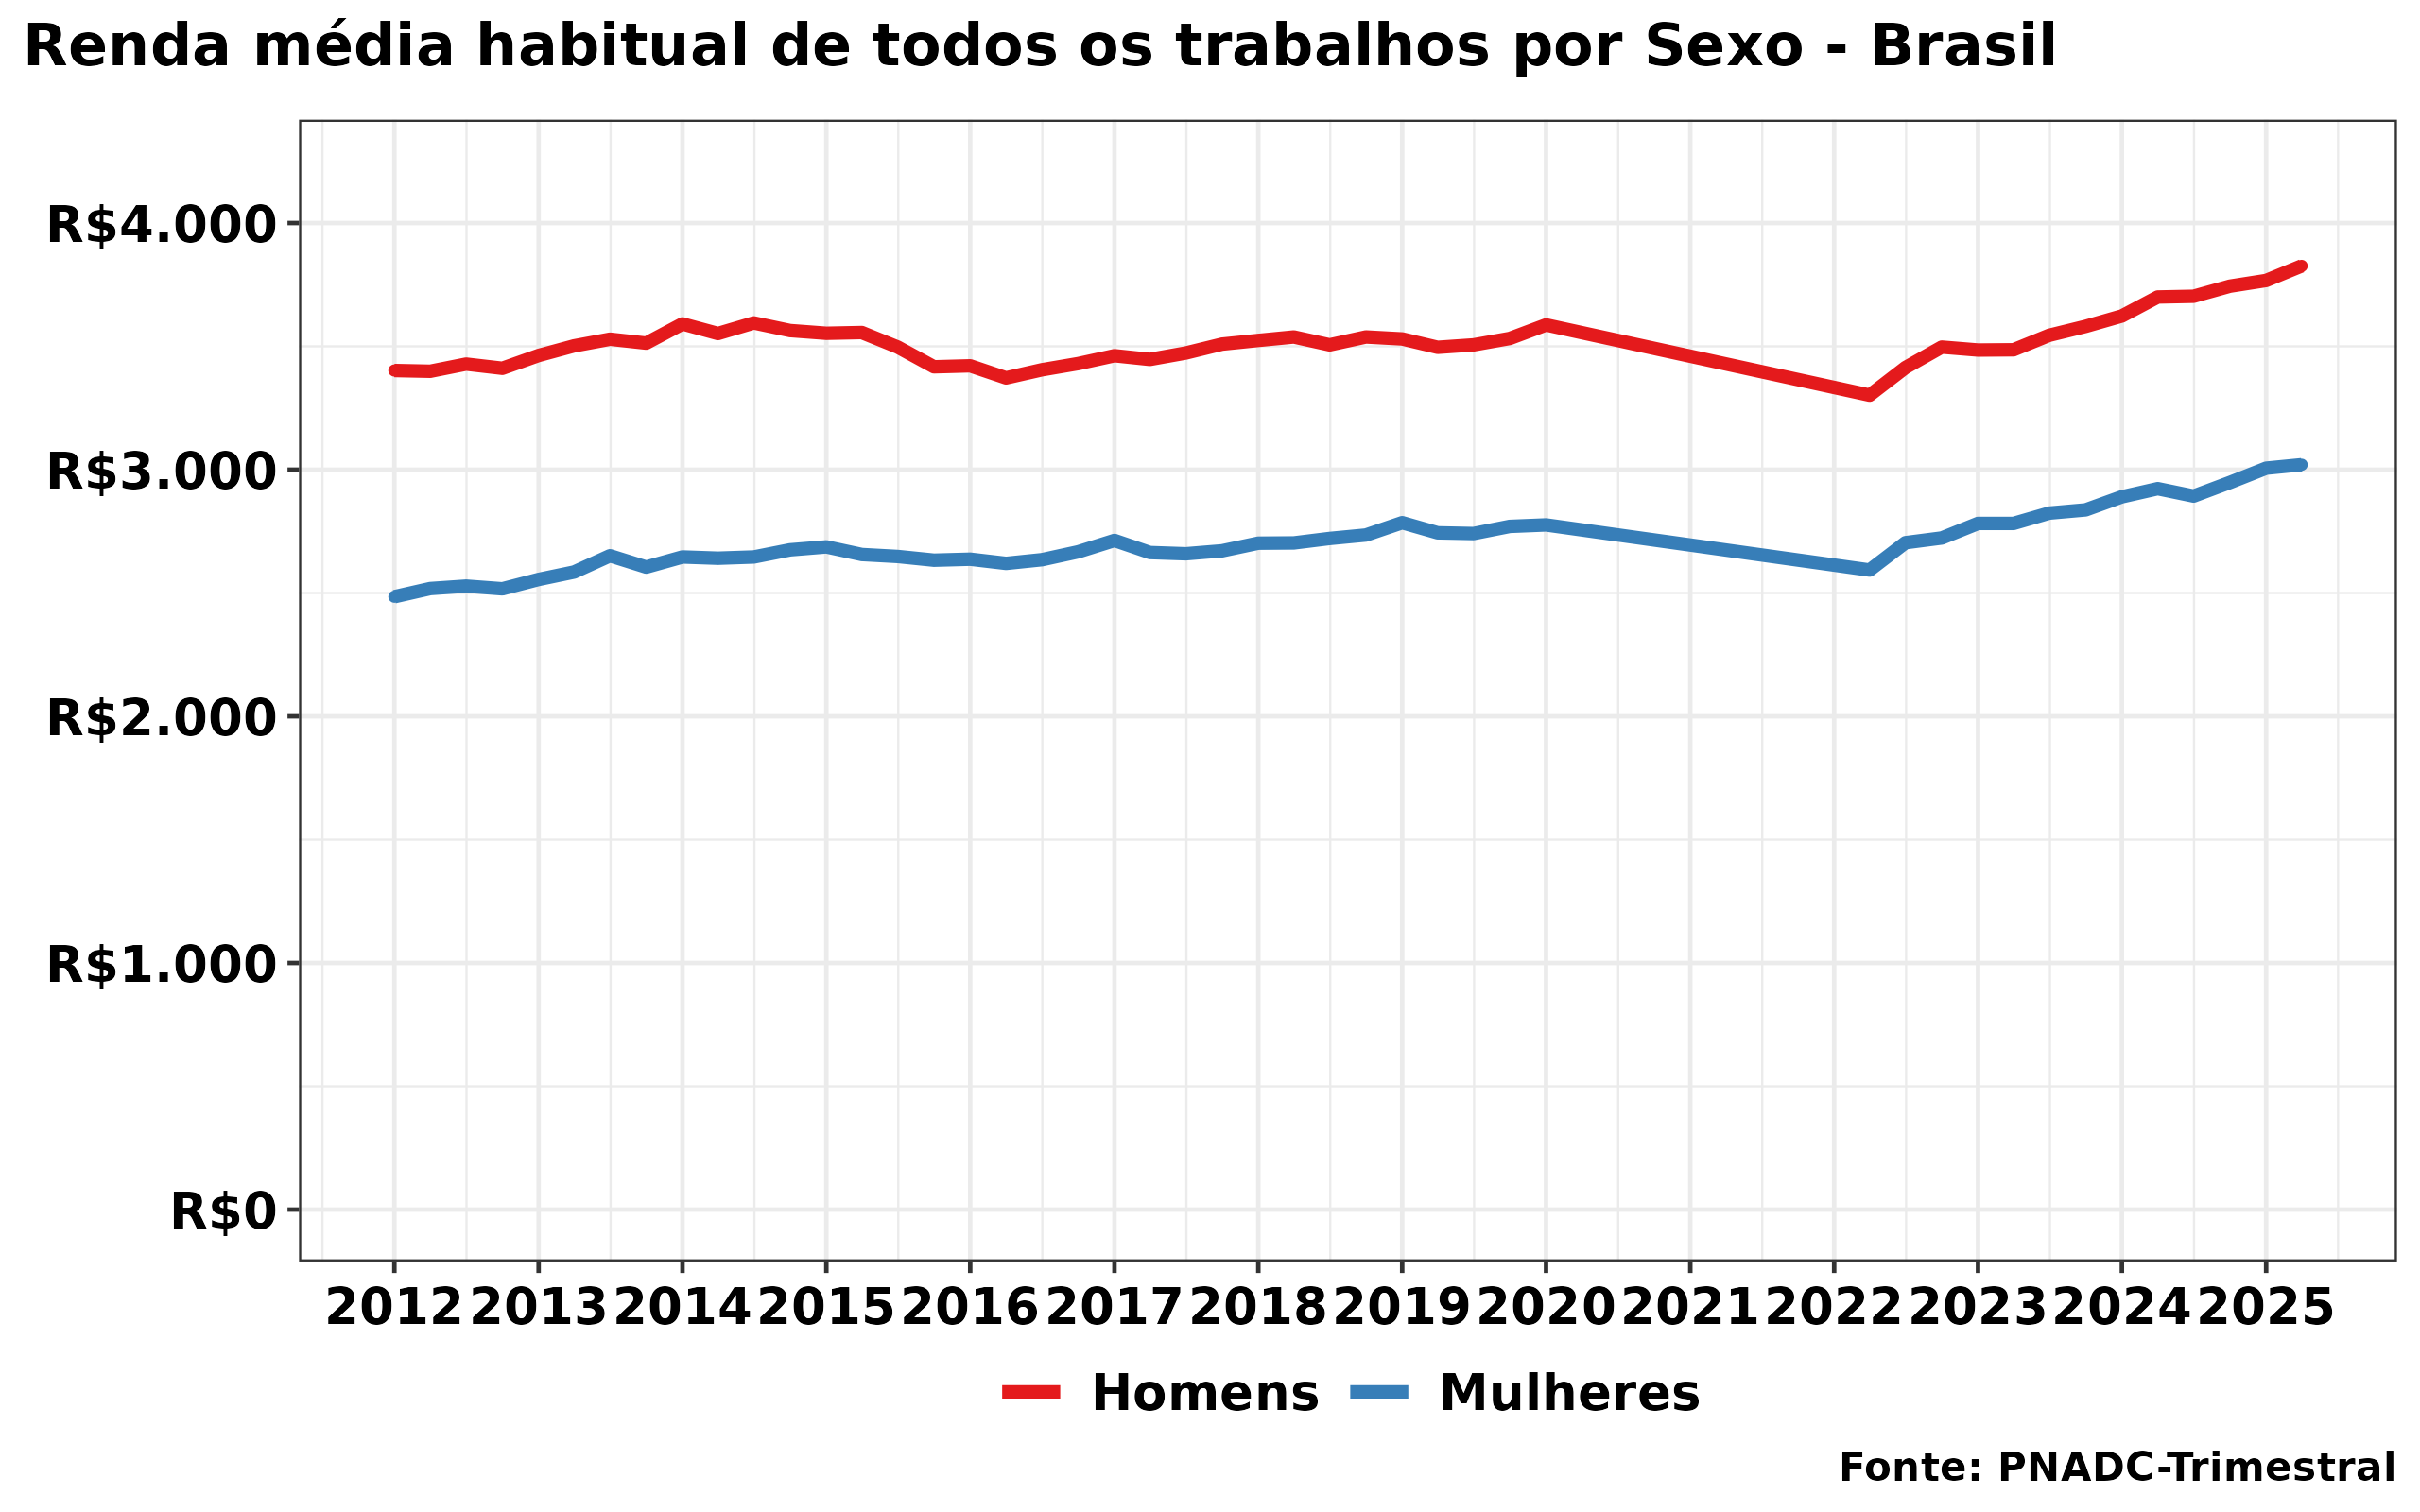 Renda média habitual de todos os trabalhos por Sexo - Brasil
R$4.000
R$3.000
R$2.000
R$1.000
R$0
2012 2013 2014 2015 2016 2017 2018 2019 2020 2021 2022 2023 2024 2025
Homens Mulheres
Fonte: PNADC-Trimestral